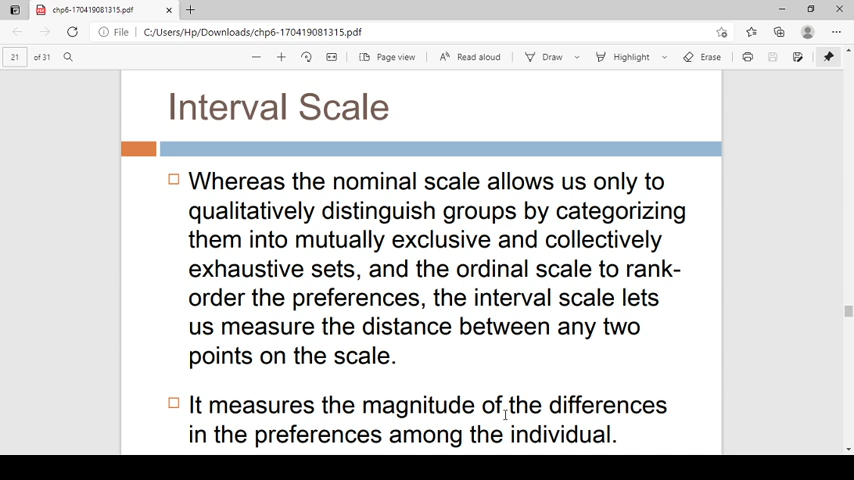 chp6-170419081315.pdf
File
C:/Users/Hp/Downloads/chp6-170419081315.pdf
21 of 31
Page view
Read aloud
Draw
Highlight
Erase
Interval Scale
Whereas the nominal scale allows us only to
qualitatively distinguish groups by categorizing
them into mutually exclusive and collectively
exhaustive sets, and the ordinal scale to rank-
order the preferences, the interval scale lets
us measure the distance between any two
points on the scale.
It measures the magnitude of the differences
in the preferences among the individual.